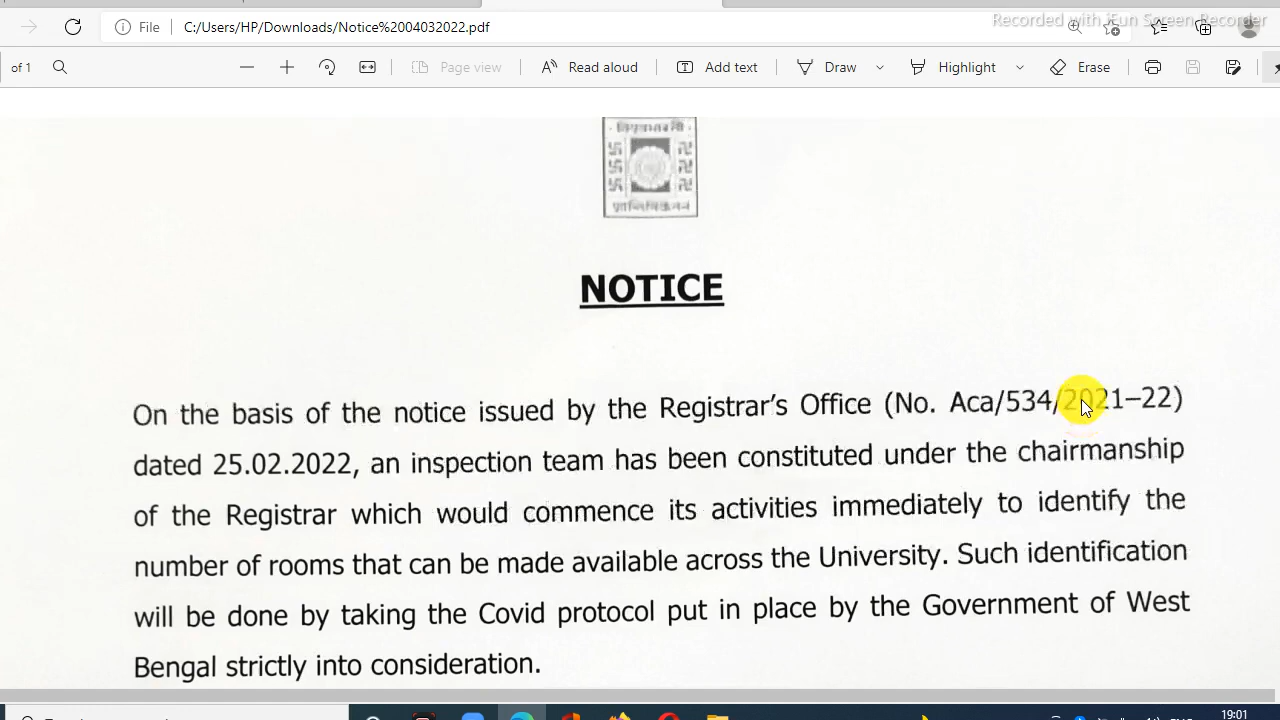 Recorded with iFun Screen Recorder
File C:/Users/HP/Downloads/Notice%2004032022.pdf
of 1 Page view Read aloud Add text Draw Highlight Erase
NOTICE
On the basis of the notice issued by the Registrar’s Office (No. Aca/534/2021–22)
dated 25.02.2022, an inspection team has been constituted under the chairmanship
of the Registrar which would commence its activities immediately to identify the
number of rooms that can be made available across the University. Such identification
will be done by taking the Covid protocol put in place by the Government of West
Bengal strictly into consideration.
19:01